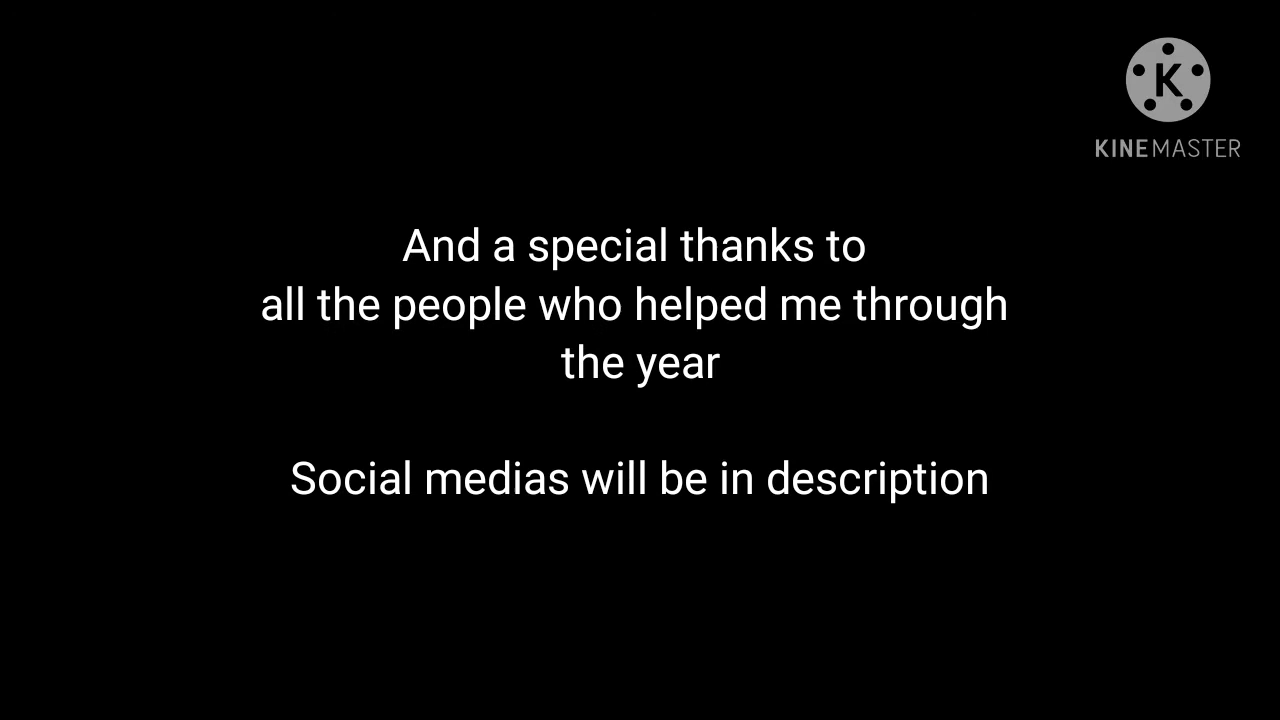 K
KINEMASTER
And a special thanks to
all the people who helped me through
the year
Social medias will be in description